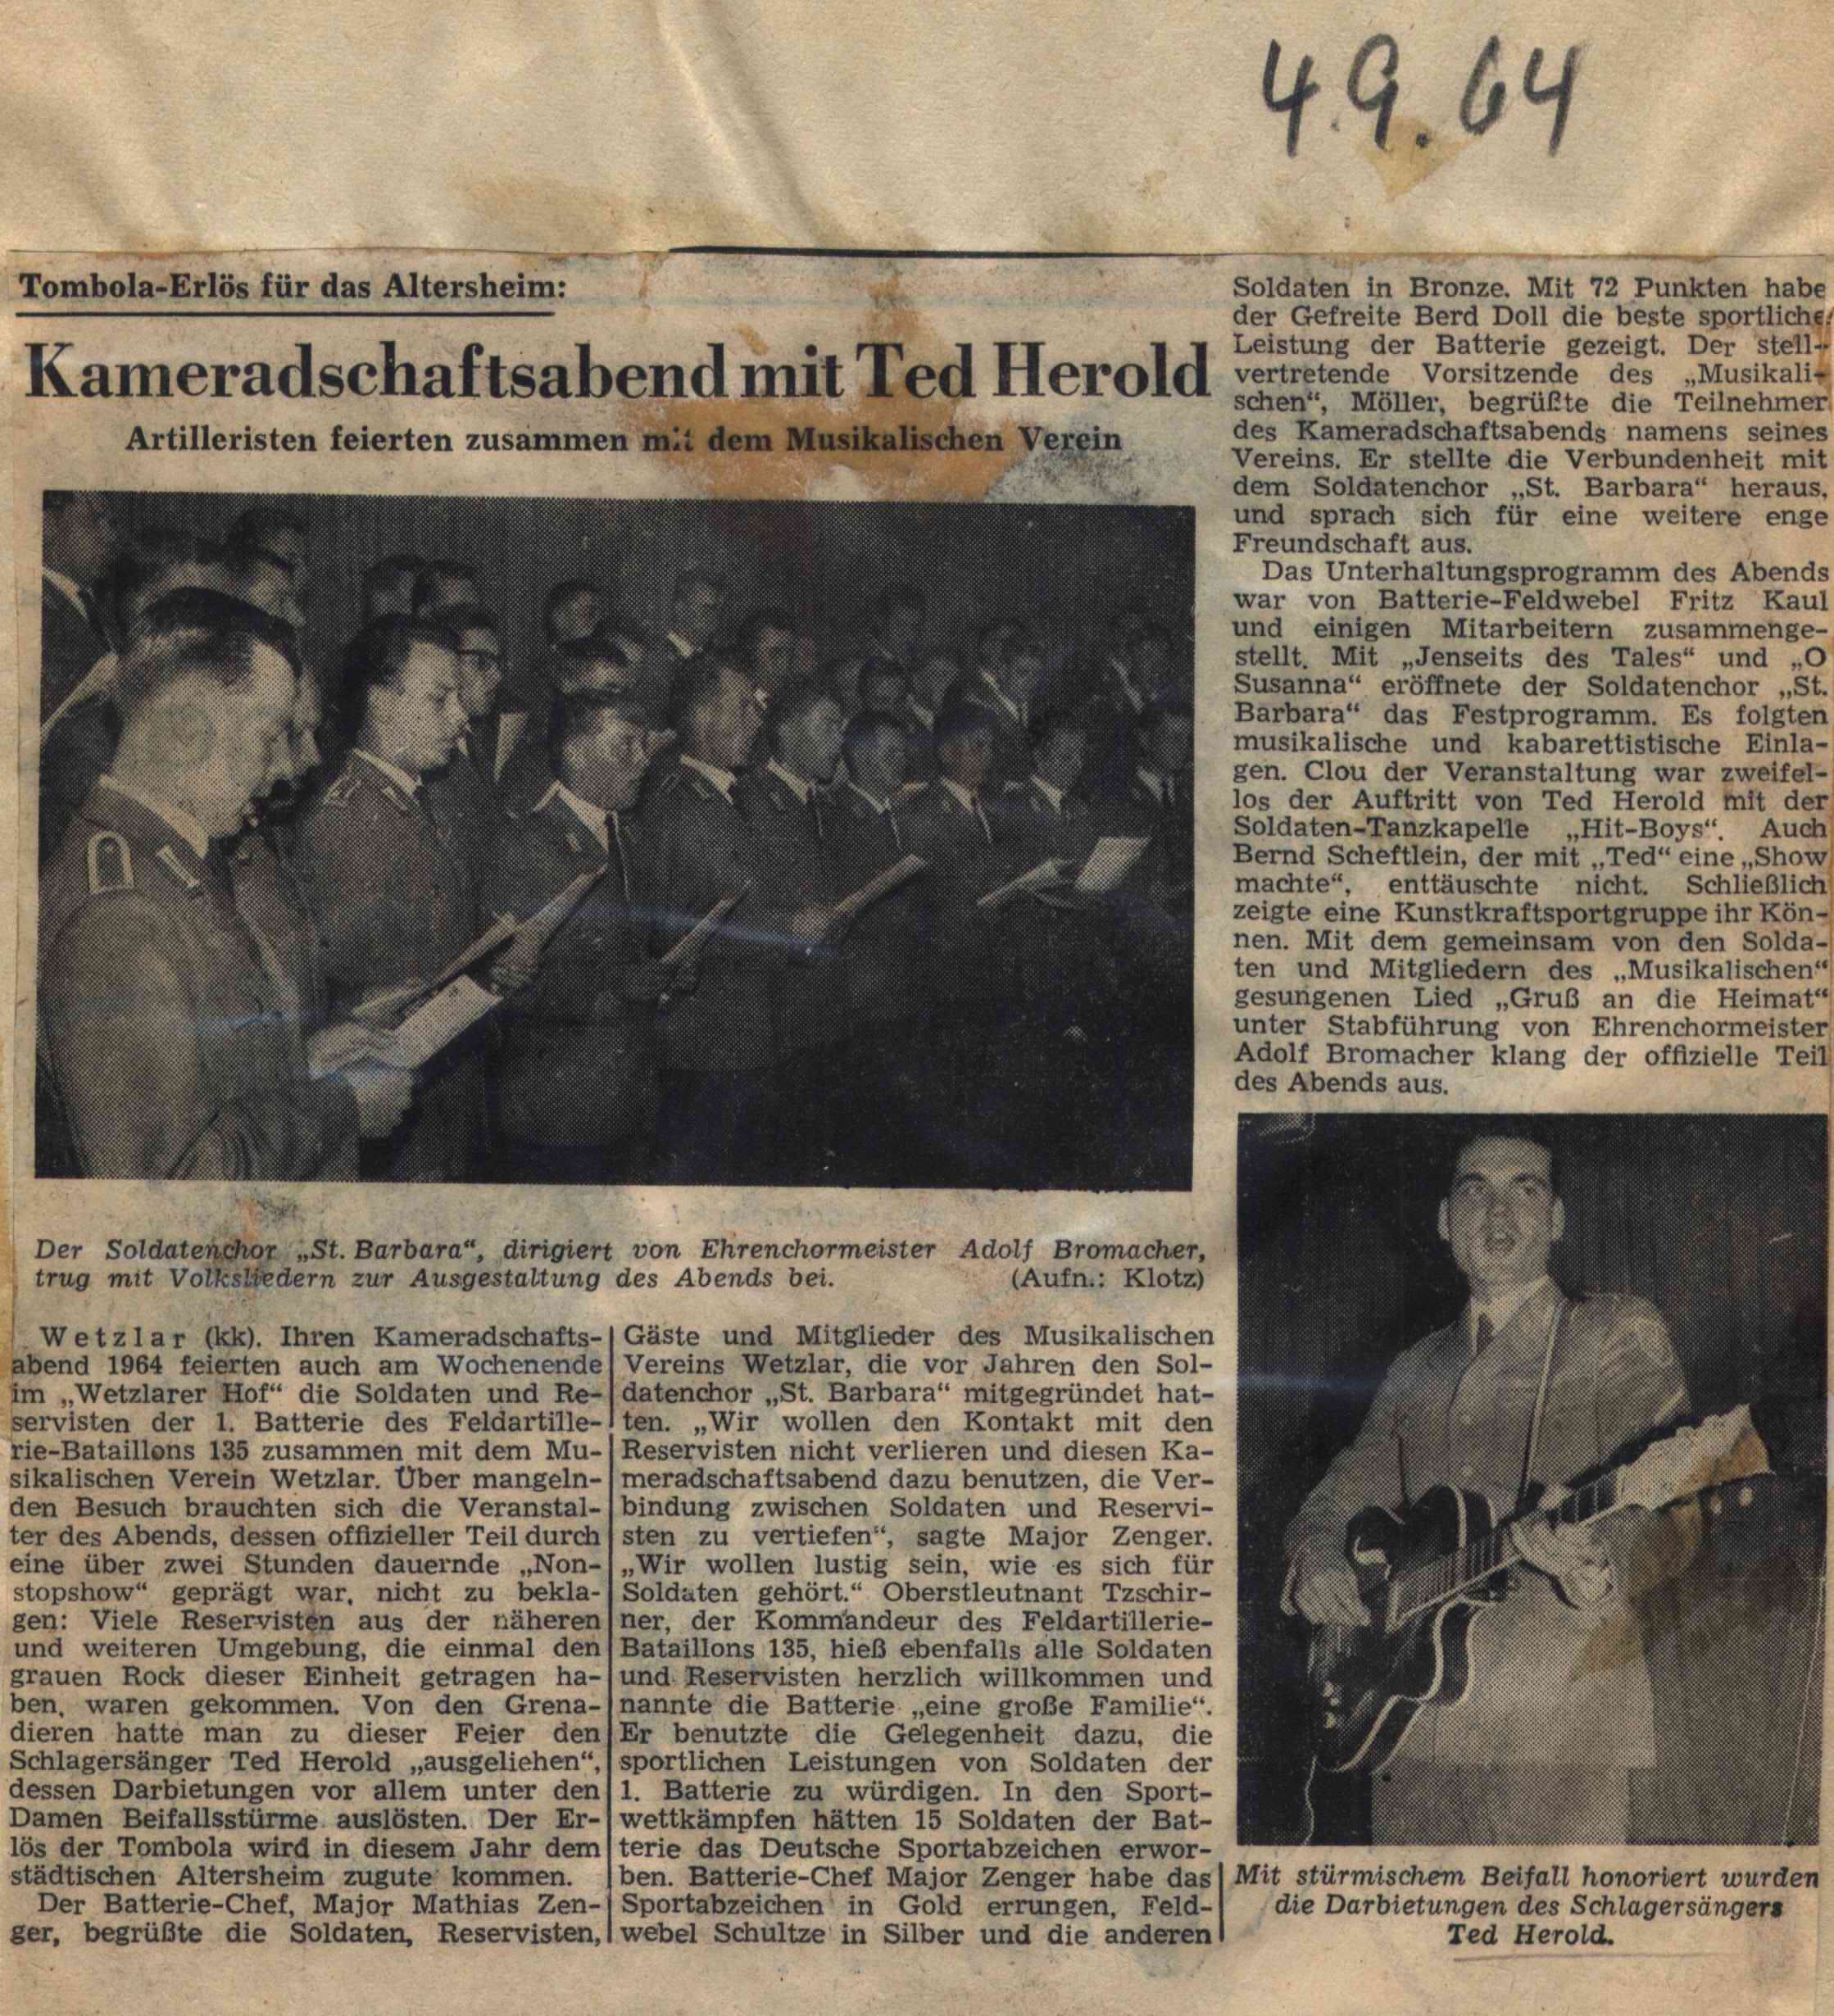 4.9.64
Tombola-Erlös für das Altersheim:
Kameradschaftsabend mit Ted Herold
Artilleristen feierten zusammen mit dem Musikalischen Verein
Der Soldatenchor „St. Barbara“, dirigiert von Ehrenchormeister Adolf Bromacher,
trug mit Volksliedern zur Ausgestaltung des Abends bei. (Aufn.: Klotz)
Wetzlar (kk). Ihren Kameradschafts-
abend 1964 feierten auch am Wochenende
im „Wetzlarer Hof“ die Soldaten und Re-
servisten der 1. Batterie des Feldartille-
rie-Bataillons 135 zusammen mit dem Mu-
sikalischen Verein Wetzlar. Über mangeln-
den Besuch brauchten sich die Veranstal-
ter des Abends, dessen offizieller Teil durch
eine über zwei Stunden dauernde „Non-
stopshow“ geprägt war, nicht zu bekla-
gen: Viele Reservisten aus der näheren
und weiteren Umgebung, die einmal den
grauen Rock dieser Einheit getragen ha-
ben, waren gekommen. Von den Grena-
dieren hatte man zu dieser Feier den
Schlagersänger Ted Herold „ausgeliehen“,
dessen Darbietungen vor allem unter den
Damen Beifallsstürme auslösten. Der Er-
lös der Tombola wird in diesem Jahr dem
städtischen Altersheim zugute kommen.
Der Batterie-Chef, Major Mathias Zen-
ger, begrüßte die Soldaten, Reservisten,
Gäste und Mitglieder des Musikalischen
Vereins Wetzlar, die vor Jahren den Sol-
datenchor „St. Barbara“ mitgegründet hat-
ten. „Wir wollen den Kontakt mit den
Reservisten nicht verlieren und diesen Ka-
meradschaftsabend dazu benutzen, die Ver-
bindung zwischen Soldaten und Reservi-
sten zu vertiefen“, sagte Major Zenger.
„Wir wollen lustig sein, wie es sich für
Soldaten gehört.“ Oberstleutnant Tzschir-
ner, der Kommandeur des Feldartillerie-
Bataillons 135, hieß ebenfalls alle Soldaten
und Reservisten herzlich willkommen und
nannte die Batterie „eine große Familie“.
Er benutzte die Gelegenheit dazu, die
sportlichen Leistungen von Soldaten der
1. Batterie zu würdigen. In den Sport-
wettkämpfen hätten 15 Soldaten der Bat-
terie das Deutsche Sportabzeichen erwor-
ben. Batterie-Chef Major Zenger habe das
Sportabzeichen in Gold errungen, Feld-
webel Schultze in Silber und die anderen
Soldaten in Bronze. Mit 72 Punkten habe
der Gefreite Berd Doll die beste sportliche
Leistung der Batterie gezeigt. Der stell-
vertretende Vorsitzende des „Musikali-
schen“, Möller, begrüßte die Teilnehmer
des Kameradschaftsabends namens seines
Vereins. Er stellte die Verbundenheit mit
dem Soldatenchor „St. Barbara“ heraus,
und sprach sich für eine weitere enge
Freundschaft aus.
Das Unterhaltungsprogramm des Abends
war von Batterie-Feldwebel Fritz Kaul
und einigen Mitarbeitern zusammenge-
stellt. Mit „Jenseits des Tales“ und „O
Susanna“ eröffnete der Soldatenchor „St.
Barbara“ das Festprogramm. Es folgten
musikalische und kabarettistische Einla-
gen. Clou der Veranstaltung war zweifel-
los der Auftritt von Ted Herold mit der
Soldaten-Tanzkapelle „Hit-Boys“. Auch
Bernd Scheftlein, der mit „Ted“ eine „Show
machte“, enttäuschte nicht. Schließlich
zeigte eine Kunstkraftsportgruppe ihr Kön-
nen. Mit dem gemeinsam von den Solda-
ten und Mitgliedern des „Musikalischen“
gesungenen Lied „Gruß an die Heimat“
unter Stabführung von Ehrenchormeister
Adolf Bromacher klang der offizielle Teil
des Abends aus.
Mit stürmischem Beifall honoriert wurden
die Darbietungen des Schlagersängers
Ted Herold.